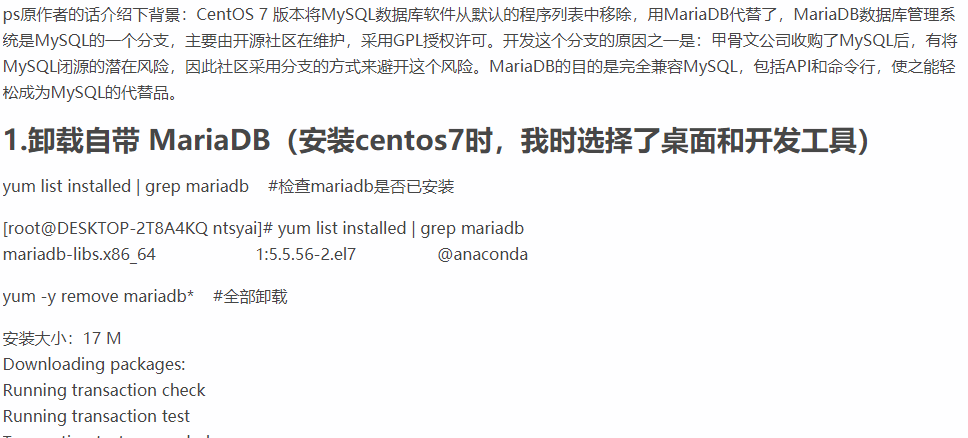 ps原作者的话介绍下背景：CentOS 7 版本将MySQL数据库软件从默认的程序列表中移除，用MariaDB代替了，MariaDB数据库管理系
统是MySQL的一个分支，主要由开源社区在维护，采用GPL授权许可。开发这个分支的原因之一是：甲骨文公司收购了MySQL后，有将
MySQL闭源的潜在风险，因此社区采用分支的方式来避开这个风险。MariaDB的目的是完全兼容MySQL，包括API和命令行，使之能轻
松成为MySQL的代替品。
1.卸载自带 MariaDB（安装centos7时，我时选择了桌面和开发工具）
yum list installed | grep mariadb #检查mariadb是否已安装
[root@DESKTOP-2T8A4KQ ntsyai]# yum list installed | grep mariadb
mariadb-libs.x86_64 1:5.5.56-2.el7 @anaconda
yum -y remove mariadb* #全部卸载
安装大小：17 M
Downloading packages:
Running transaction check
Running transaction test